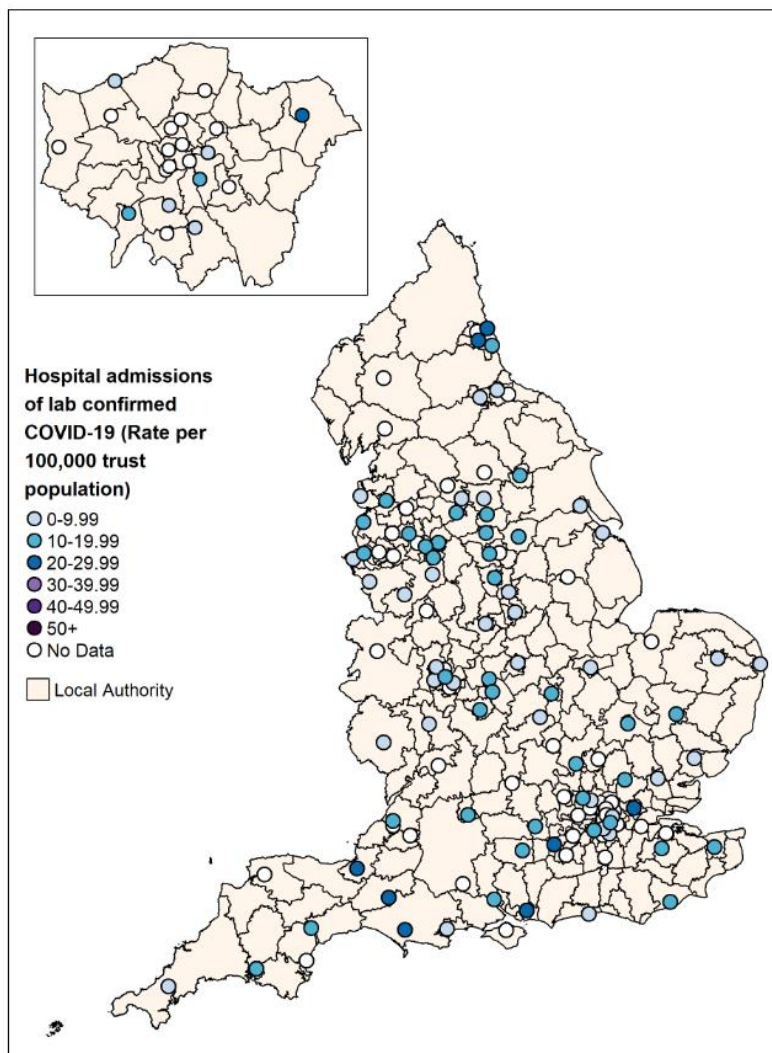 Hospital admissions
of lab confirmed
COVID-19 (Rate per
100,000 trust
population)
0-9.99
10-19.99
20-29.99
30-39.99
40-49.99
50+
No Data
Local Authority